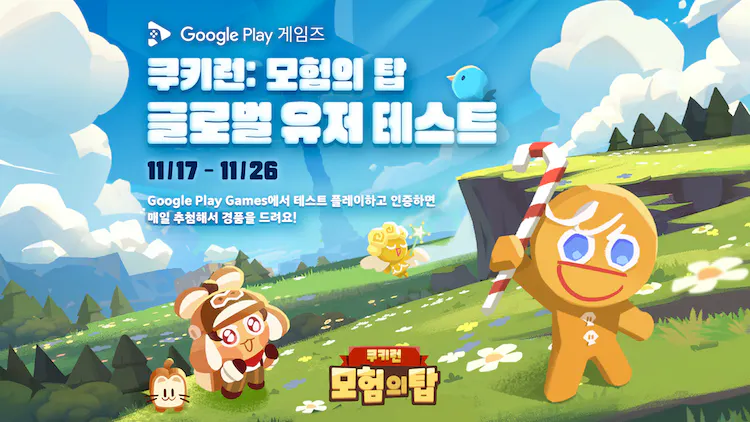 Google Play 게임즈
쿠키런: 모험의 탑
글로벌 유저 테스트
11/17 - 11/26
Google Play Games에서 테스트 플레이하고 인증하면
매일 추첨해서 경품을 드려요!
쿠키런
모험의탑